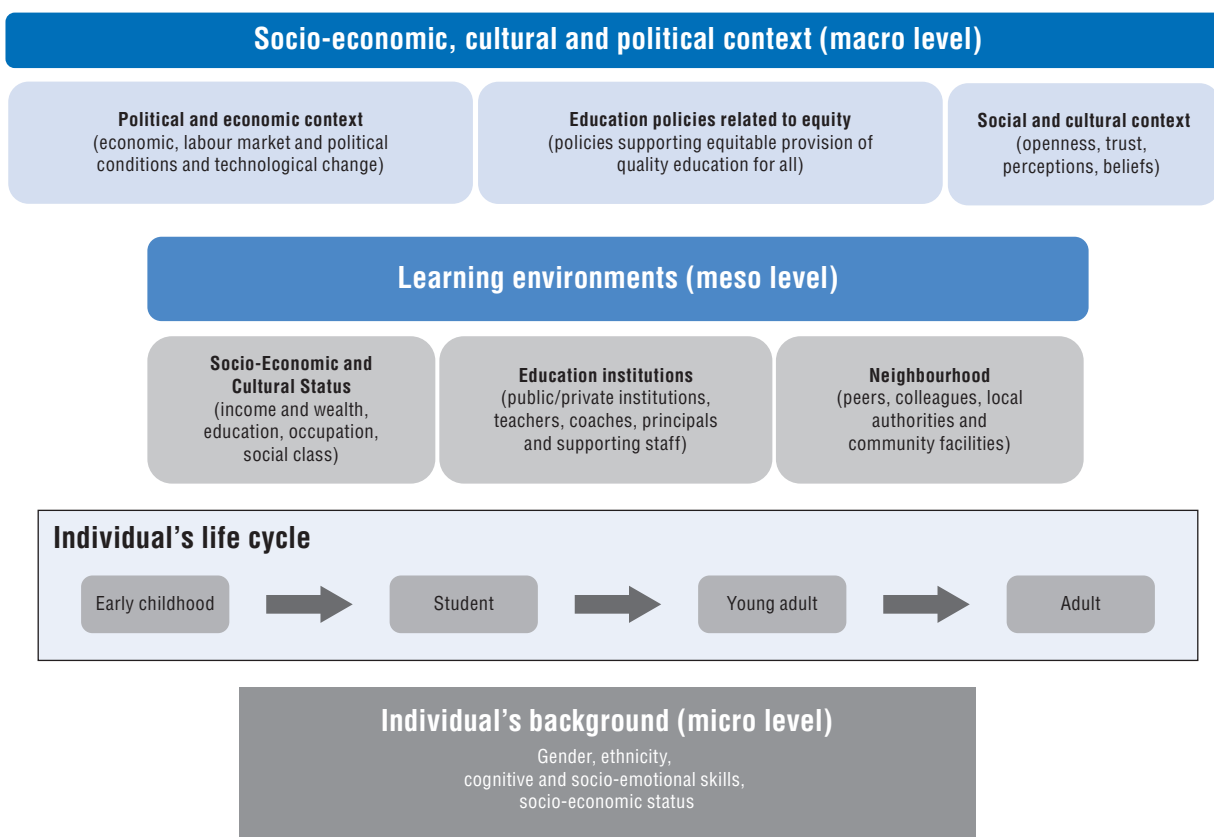 Socio-economic, cultural and political context (macro level)
Political and economic context
(economic, labour market and political
conditions and technological change)
Education policies related to equity
(policies supporting equitable provision of
quality education for all)
Social and cultural context
(openness, trust,
perceptions, beliefs)
Learning environments (meso level)
Socio-Economic and
Cultural Status
(income and wealth,
education, occupation,
social class)
Education institutions
(public/private institutions,
teachers, coaches, principals
and supporting staff)
Neighbourhood
(peers, colleagues, local
authorities and
community facilities)
Individual’s life cycle
Early childhood
Student
Young adult
Adult
Individual’s background (micro level)
Gender, ethnicity,
cognitive and socio-emotional skills,
socio-economic status